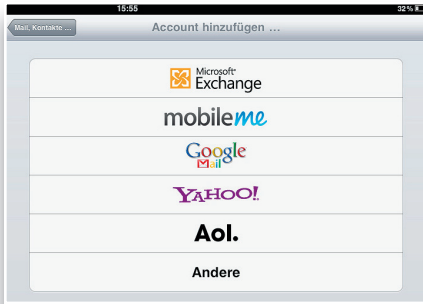 15:55
32%
Mail, Kontakte ...
Account hinzufügen ...
Microsoft
Exchange
mobileme
Google
Mail
YAHOO!
Aol.
Andere